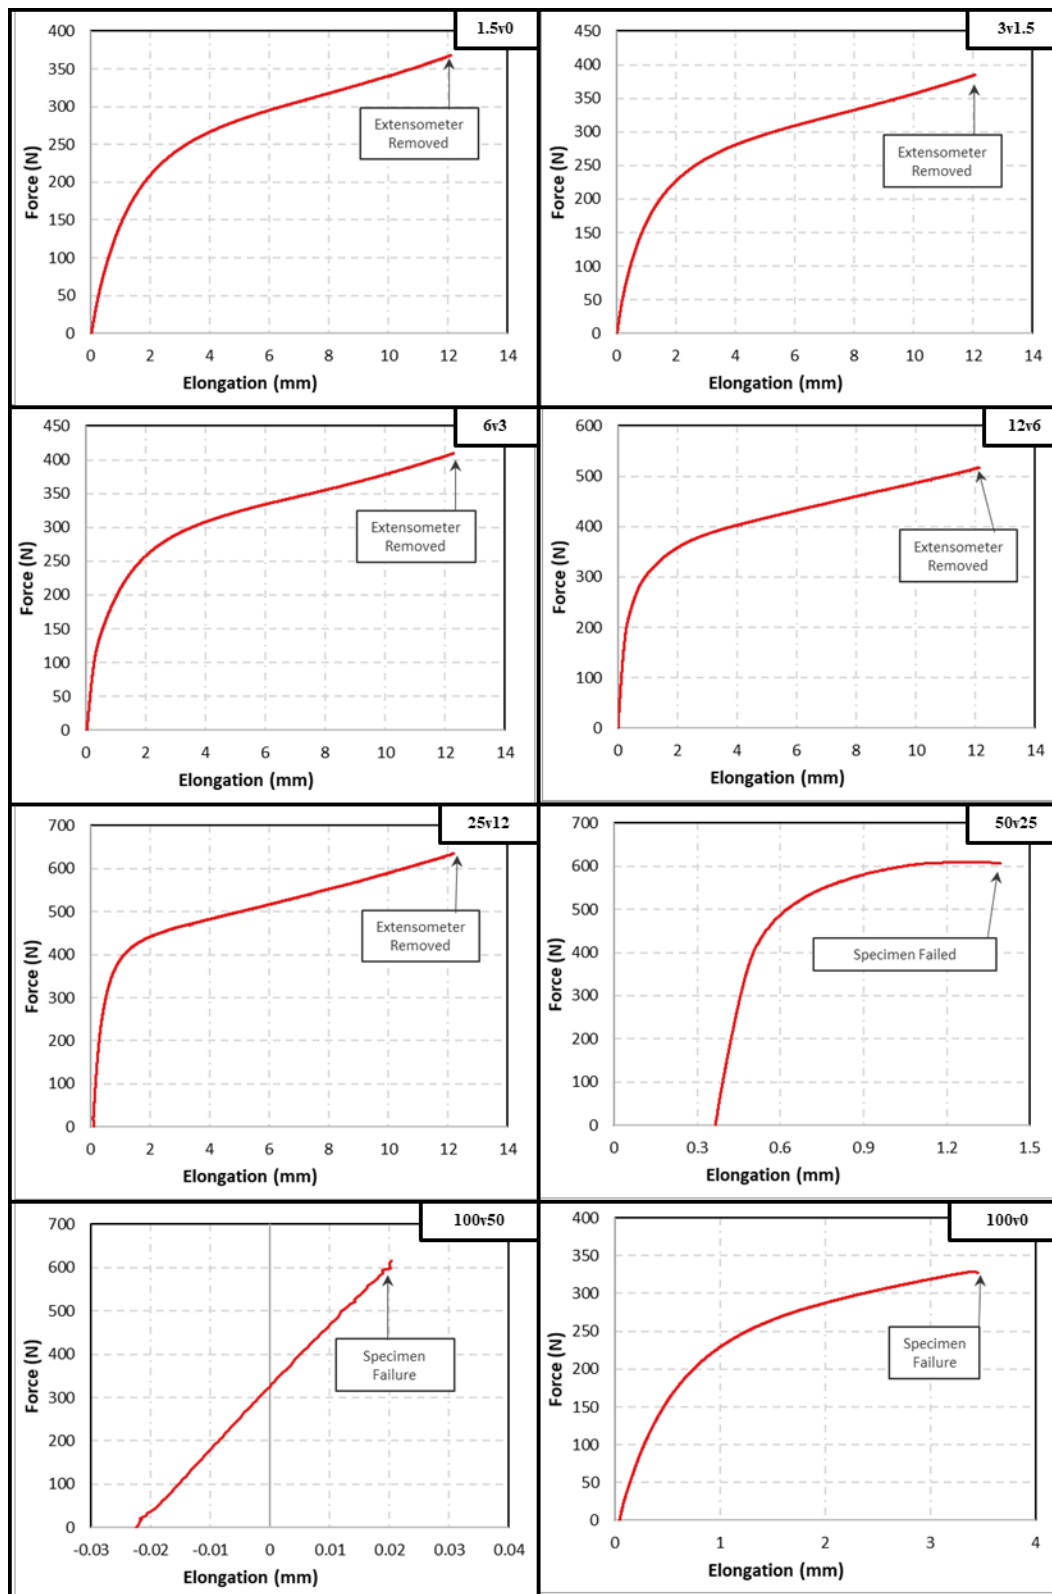 1.5v0
400
350
300
250
200
150
100
50
0
Force (N)
Extensometer
Removed
0 2 4 6 8 10 12 14
Elongation (mm)
3v1.5
450
400
350
300
250
200
150
100
50
0
Force (N)
Extensometer
Removed
0 2 4 6 8 10 12 14
Elongation (mm)
6v3
450
400
350
300
250
200
150
100
50
0
Force (N)
Extensometer
Removed
0 2 4 6 8 10 12 14
Elongation (mm)
12v6
600
500
400
300
200
100
0
Force (N)
Extensometer
Removed
0 2 4 6 8 10 12 14
Elongation (mm)
25v12
700
600
500
400
300
200
100
0
Force (N)
Extensometer
Removed
0 2 4 6 8 10 12 14
Elongation (mm)
50v25
700
600
500
400
300
200
100
0
Force (N)
Specimen Failed
0 0.3 0.6 0.9 1.2 1.5
Elongation (mm)
100v50
700
600
500
400
300
200
100
0
Force (N)
Specimen
Failure
-0.03 -0.02 -0.01 0 0.01 0.02 0.03 0.04
Elongation (mm)
100v0
400
350
300
250
200
150
100
50
0
Force (N)
Specimen
Failure
0 1 2 3 4
Elongation (mm)